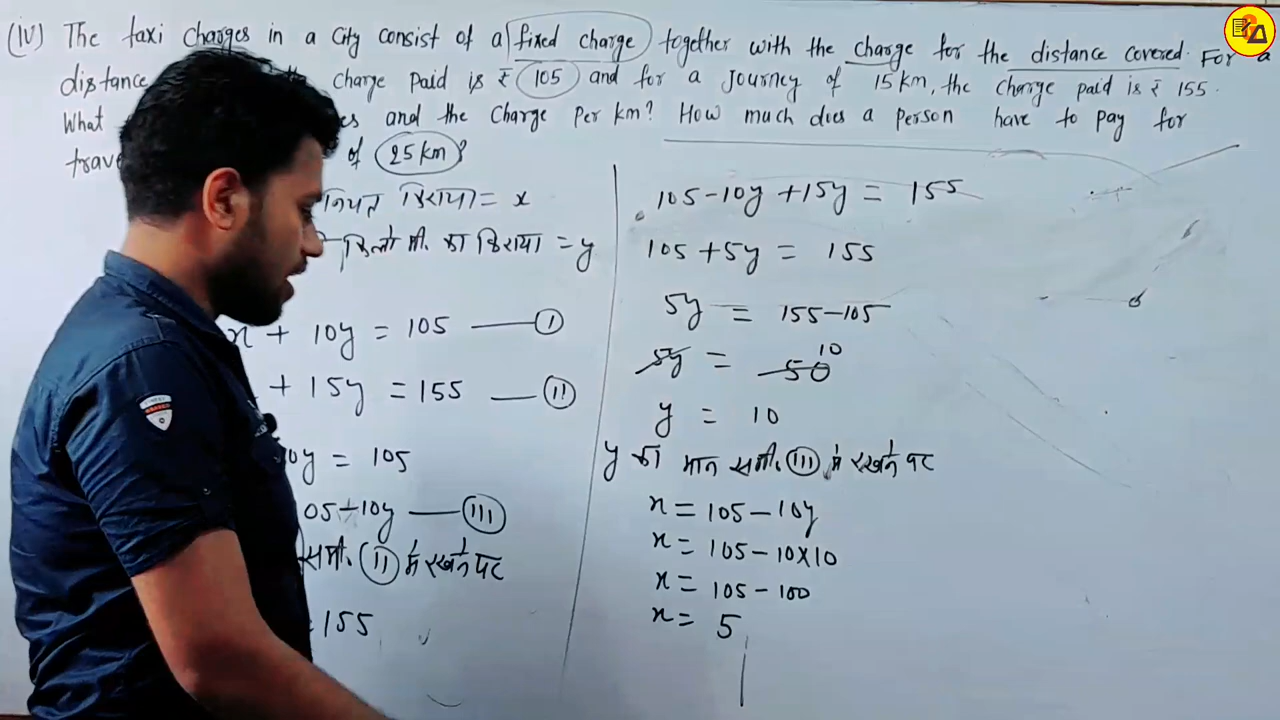 (iv) The taxi charges in a city consist of a fixed charge together with the charge for the distance covered. For a
distance charge paid is ₹ 105 and for a journey of 15 km, the charge paid is ₹ 155.
What es and the charge per km? How much does a person have to pay for
trave of 25 km?
नियत किराया = x
किलो मी. का किराया = y
x + 10y = 105 — (I)
+ 15y = 155 — (II)
0y = 105
05 - 10y — (III)
समी. (II) में रखने पर
= 155
105 - 10y + 15y = 155
105 + 5y = 155
5y = 155 - 105
5y = 50 10
y = 10
y का मान समी. (III) में रखने पर
x = 105 - 10y
x = 105 - 10×10
x = 105 - 100
x = 5